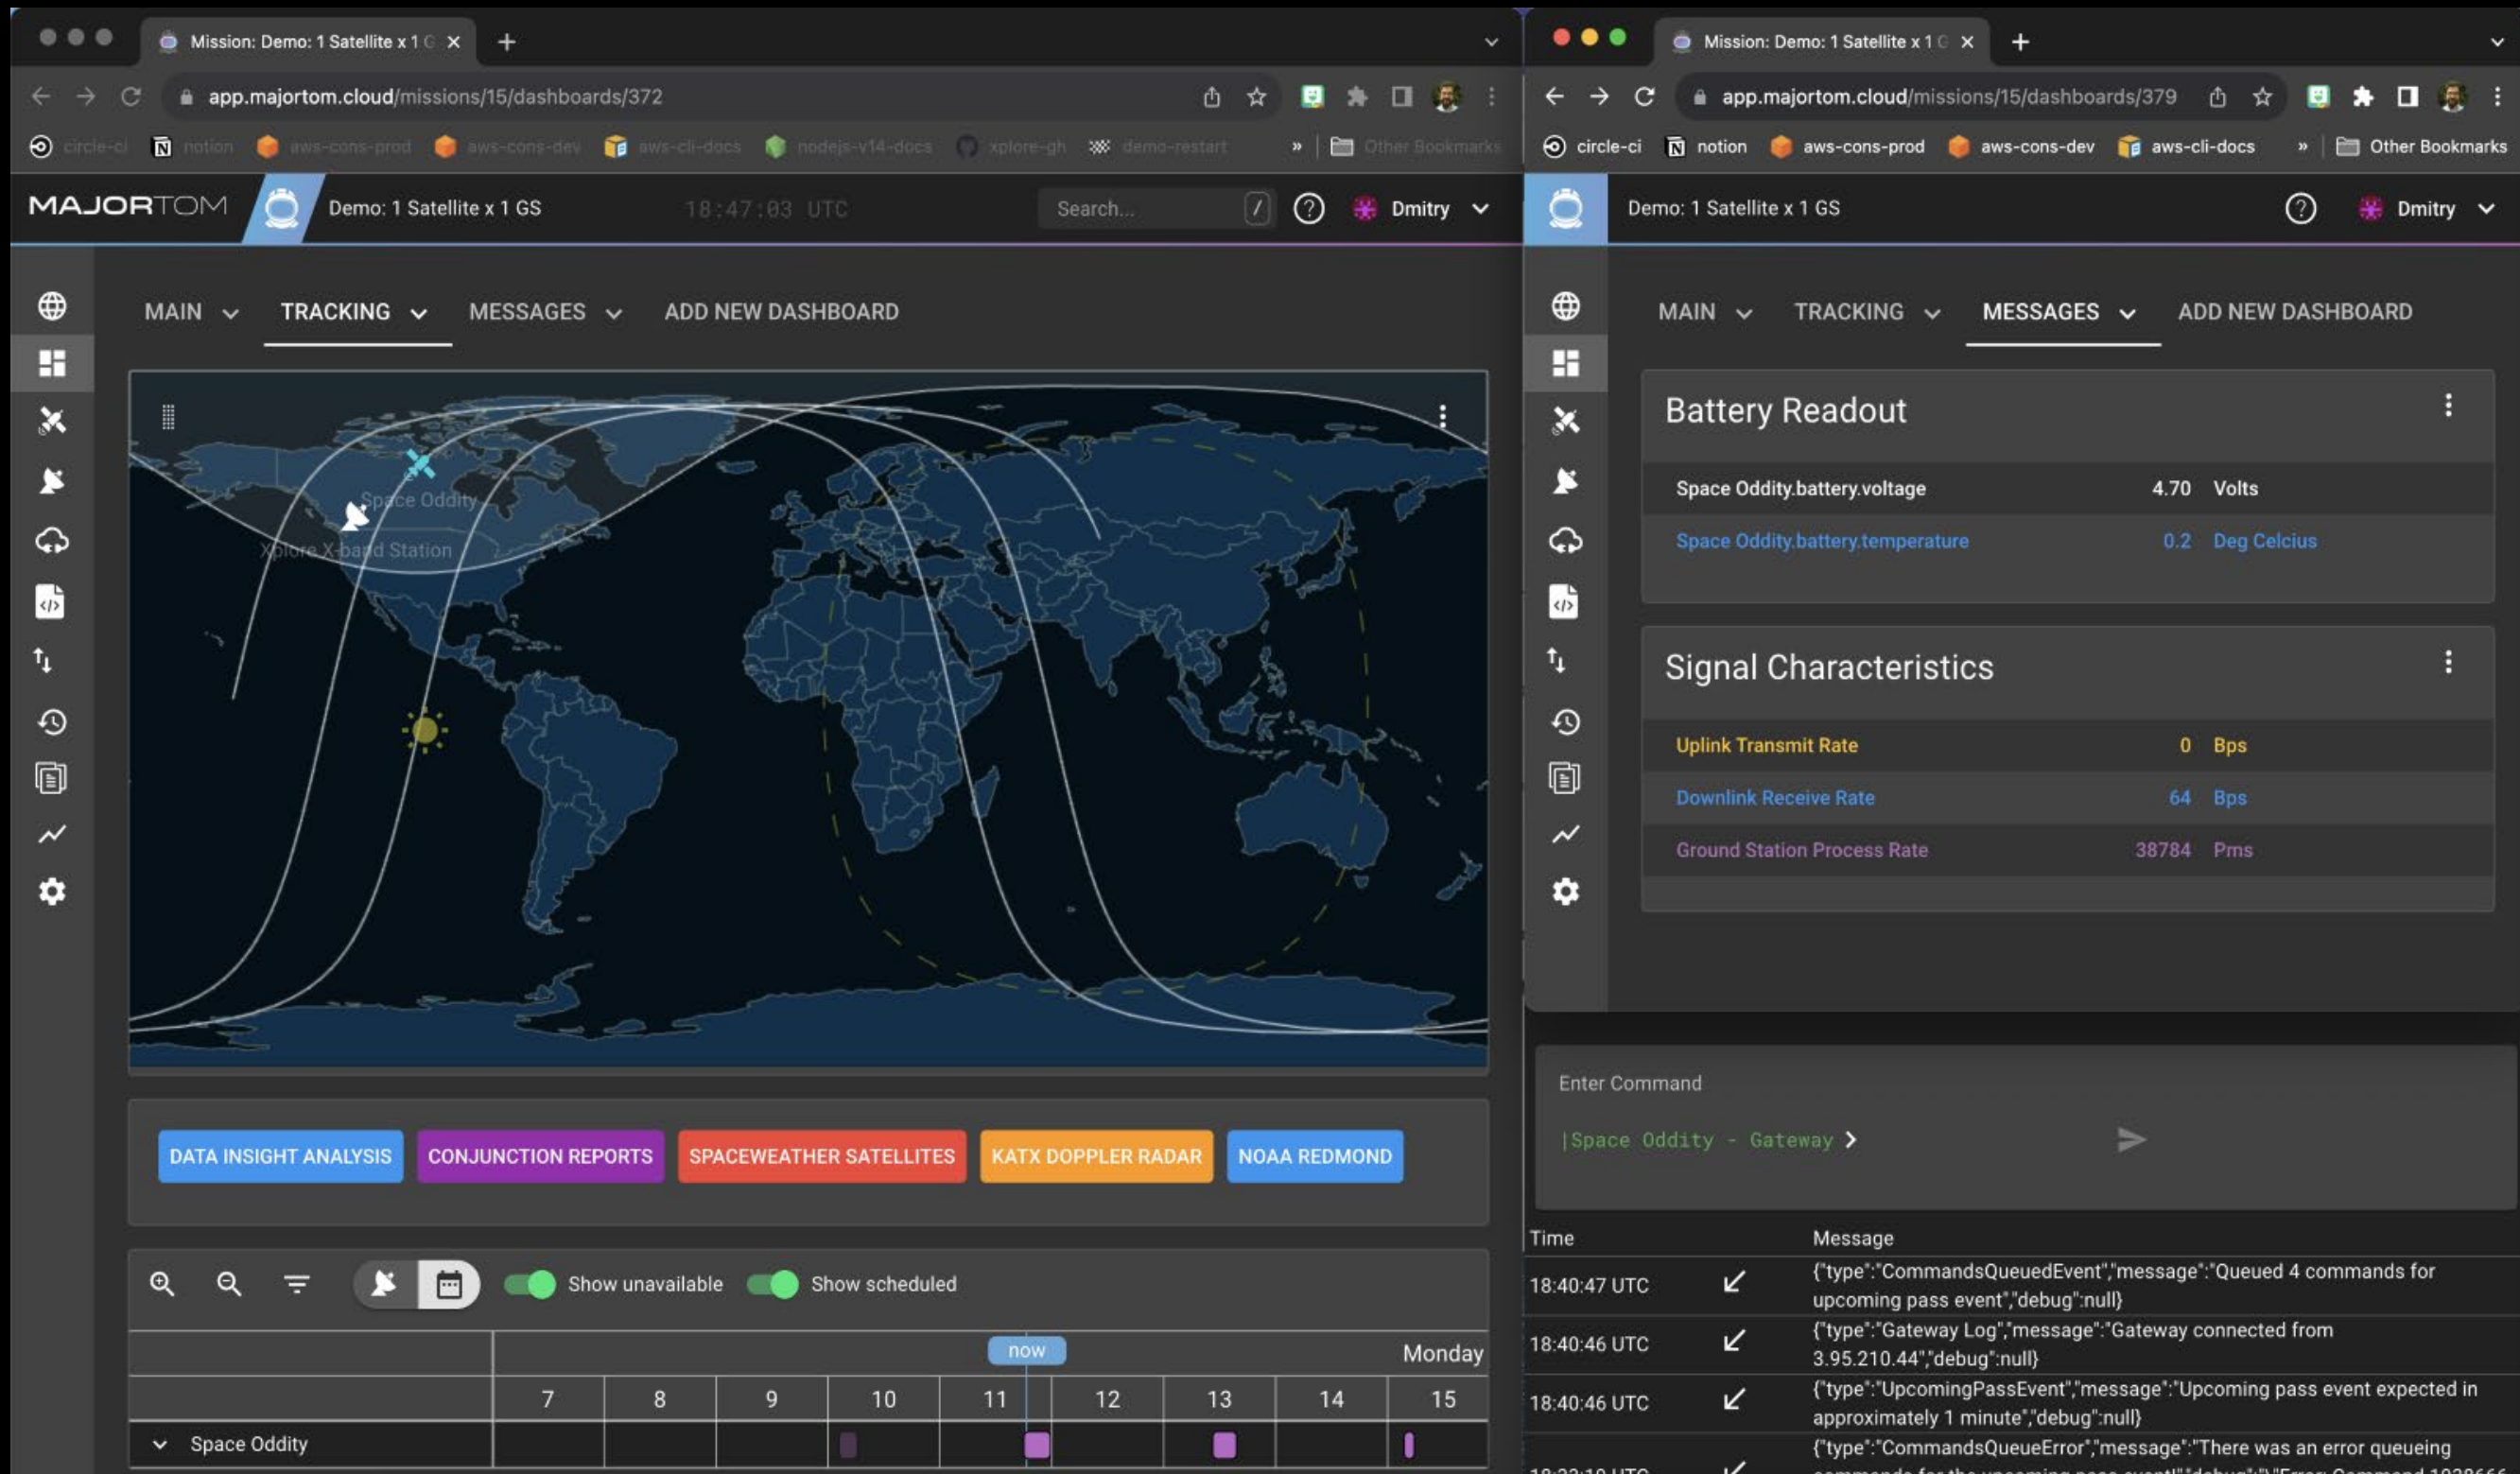 Mission: Demo: 1 Satellite x 1 G
app.majortom.cloud/missions/15/dashboards/372
circle-ci notion aws-cons-prod aws-cons-dev aws-cli-docs nodejs-v14-docs xplore-gh demo-restart » Other Bookmarks
MAJORTOM Demo: 1 Satellite x 1 GS 18:47:03 UTC Search... / Dmitry
MAIN TRACKING MESSAGES ADD NEW DASHBOARD
Space Oddity
Xplore X-band Station
DATA INSIGHT ANALYSIS CONJUNCTION REPORTS SPACEWEATHER SATELLITES KATX DOPPLER RADAR NOAA REDMOND
Show unavailable Show scheduled
now Monday
7 8 9 10 11 12 13 14 15
Space Oddity
Mission: Demo: 1 Satellite x 1 G
app.majortom.cloud/missions/15/dashboards/379
circle-ci notion aws-cons-prod aws-cons-dev aws-cli-docs » Other Bookmarks
Demo: 1 Satellite x 1 GS Dmitry
MAIN TRACKING MESSAGES ADD NEW DASHBOARD
Battery Readout
Space Oddity.battery.voltage 4.70 Volts
Space Oddity.battery.temperature 0.2 Deg Celcius
Signal Characteristics
Uplink Transmit Rate 0 Bps
Downlink Receive Rate 64 Bps
Ground Station Process Rate 38784 Pms
Enter Command
|Space Oddity - Gateway >
Time Message
18:40:47 UTC {"type":"CommandsQueuedEvent","message":"Queued 4 commands for
upcoming pass event","debug":null}
18:40:46 UTC {"type":"Gateway Log","message":"Gateway connected from
3.95.210.44","debug":null}
18:40:46 UTC {"type":"UpcomingPassEvent","message":"Upcoming pass event expected in
approximately 1 minute","debug":null}
{"type":"CommandsQueueError","message":"There was an error queueing
commands for the upcoming pass event!","debug":"\"Error: Command